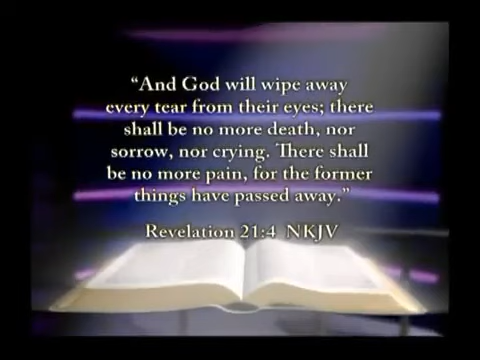 “And God will wipe away
every tear from their eyes; there
shall be no more death, nor
sorrow, nor crying. There shall
be no more pain, for the former
things have passed away.”
Revelation 21:4 NKJV